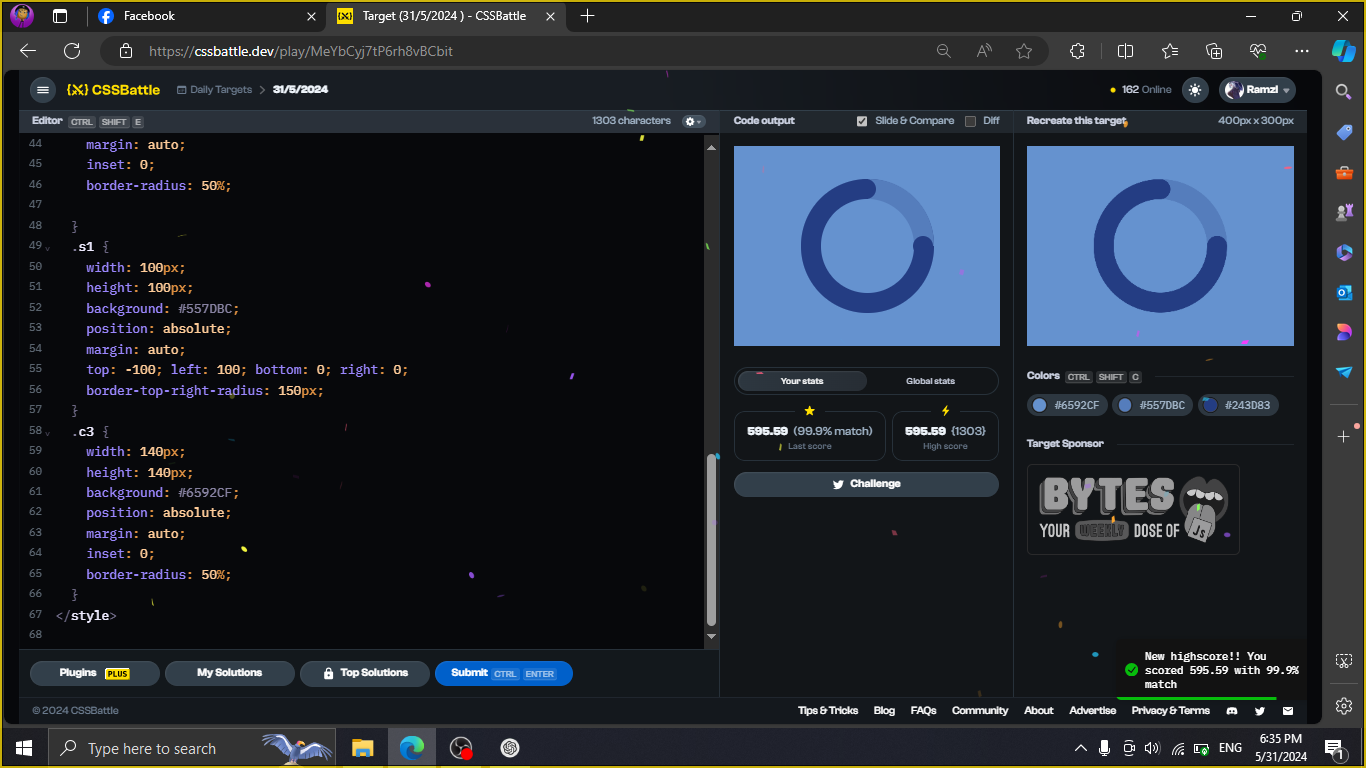 Facebook
Target (31/5/2024 ) - CSSBattle
https://cssbattle.dev/play/MeYbCyj7tP6rh8vBCbit
{X} CSSBattle
Daily Targets > 31/5/2024
162 Online
Ramzi
Editor CTRL SHIFT E
1303 characters
Code output
Slide & Compare
Diff
Recreate this target
400px x 300px
44 margin: auto;
45 inset: 0;
46 border-radius: 50%;
47
48 }
49 .s1 {
50 width: 100px;
51 height: 100px;
52 background: #557DBC;
53 position: absolute;
54 margin: auto;
55 top: -100; left: 100; bottom: 0; right: 0;
56 border-top-right-radius: 150px;
57 }
58 .c3 {
59 width: 140px;
60 height: 140px;
61 background: #6592CF;
62 position: absolute;
63 margin: auto;
64 inset: 0;
65 border-radius: 50%;
66 }
67 </style>
68
Your stats
Global stats
595.59 (99.9% match)
Last score
595.59 {1303}
High score
Challenge
Colors CTRL SHIFT C
#6592CF
#557DBC
#243D83
Target Sponsor
BYTES
YOUR WEEKLY DOSE OF JS
Plugins PLUS
My Solutions
Top Solutions
Submit CTRL ENTER
New highscore!! You
scored 595.59 with 99.9%
match
© 2024 CSSBattle
Tips & Tricks
Blog
FAQs
Community
About
Advertise
Privacy & Terms
Type here to search
ENG
6:35 PM
5/31/2024
1